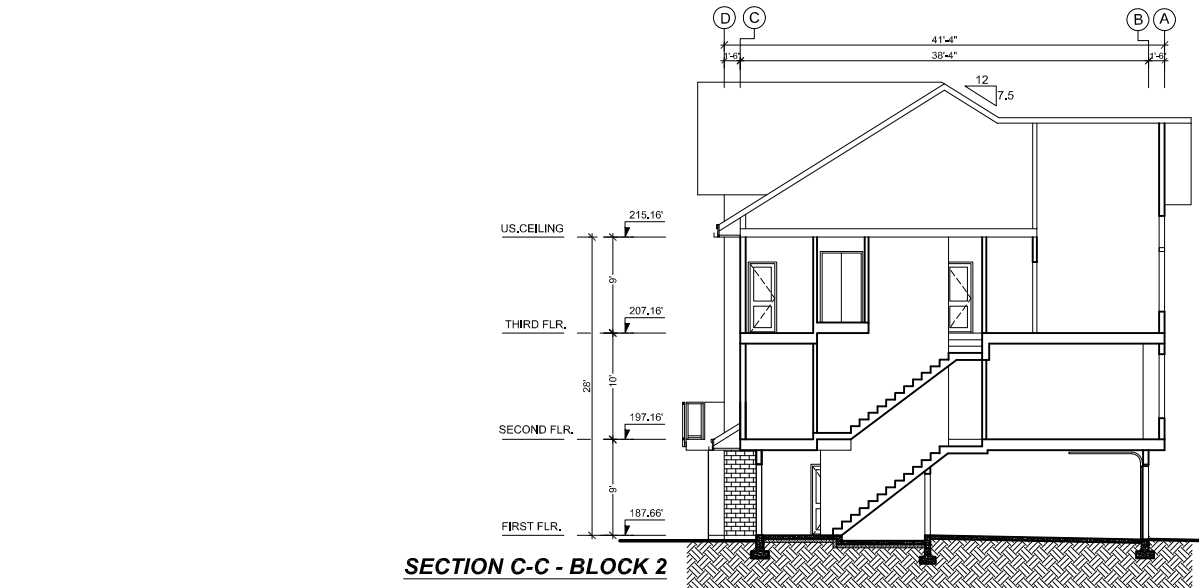 D C B A
41'-4"
1'-6" 38'-4" 1'-6"
12
7.5
215.16'
US.CEILING
9'
207.16'
THIRD FLR.
28'
10'
197.16'
SECOND FLR.
9'
187.66'
FIRST FLR.
SECTION C-C - BLOCK 2